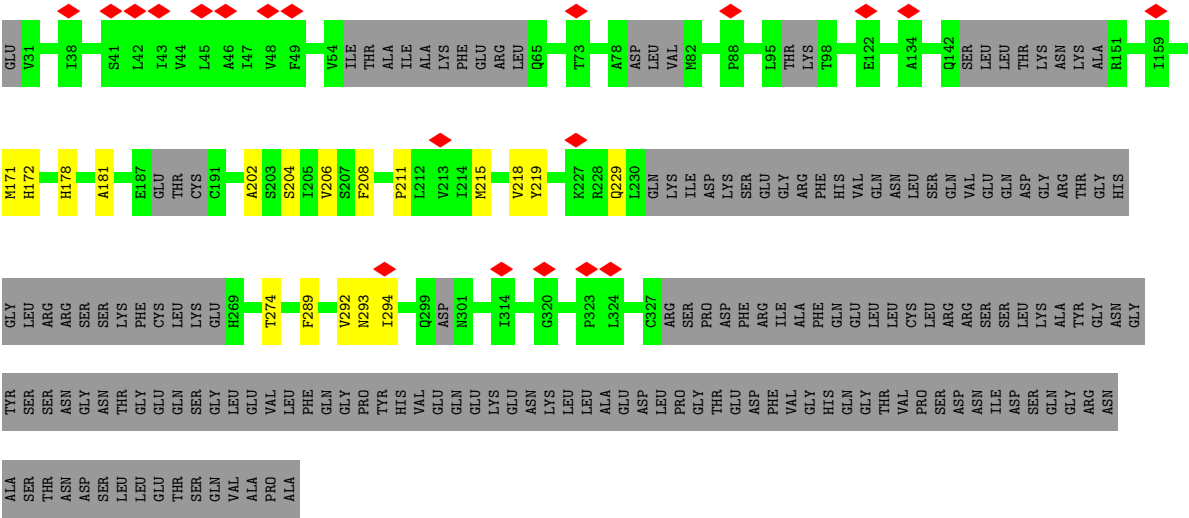 GLU V31 I38 S41 L42 I43 V44 L45 A46 I47 V48 F49 V54 ILE THR ALA ILE ALA LYS PHE GLU ARG LEU Q65 T73 A78 ASP LEU VAL M82 P88 L95 THR LYS T98 E122 A134 Q142 SER LEU LEU THR LYS ASN LYS ALA R151 I159
M171 H172 H178 A181 E187 GLU THR CYS C191 A202 S203 S204 I205 V206 S207 F208 P211 L212 V213 I214 M215 V218 Y219 K227 R228 Q229 L230 GLN LYS ILE ASP LYS SER GLU GLY ARG PHE HIS VAL GLN ASN LEU SER GLN VAL GLU GLN ASP GLY ARG THR GLY HIS
GLY LEU ARG ARG SER SER LYS PHE CYS LEU LYS GLU H269 T274 F289 V292 N293 I294 Q299 ASP N301 I314 G320 P323 L324 C327 ARG SER PRO ASP PHE ARG ILE ALA PHE GLN GLU LEU LEU CYS LEU ARG ARG SER SER LEU LYS ALA TYR GLY ASN GLY
TYR SER SER ASN GLY ASN THR GLY GLU GLN SER GLY LEU GLU VAL LEU PHE GLN GLY PRO TYR HIS VAL GLU GLN GLU LYS GLU ASN LYS LEU LEU ALA GLU ASP LEU PRO GLY THR GLU ASP PHE VAL GLY HIS GLN GLY THR VAL PRO SER ASP ASN ILE ASP SER GLN GLY ARG ASN
ALA SER THR ASN ASP SER LEU LEU GLU THR SER GLN VAL ALA PRO ALA